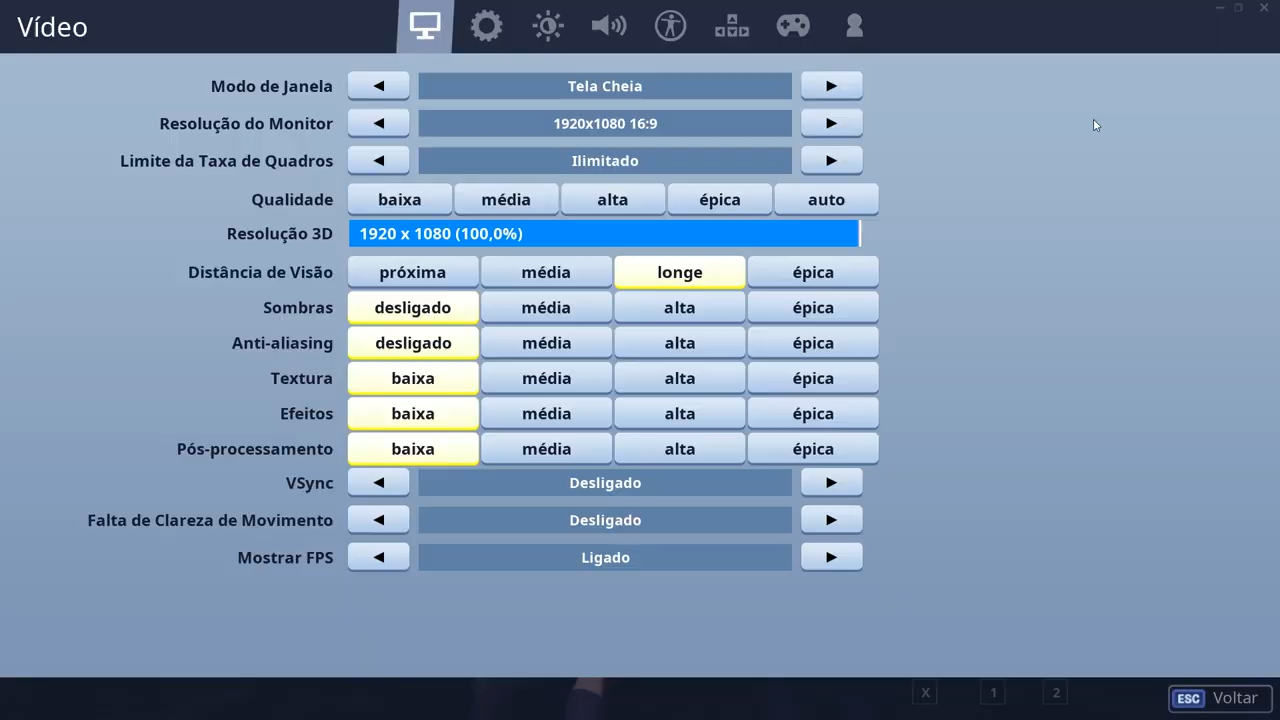 Vídeo
Modo de Janela ◄ Tela Cheia ►
Resolução do Monitor ◄ 1920x1080 16:9 ►
Limite da Taxa de Quadros ◄ Ilimitado ►
Qualidade baixa média alta épica auto
Resolução 3D 1920 x 1080 (100,0%)
Distância de Visão próxima média longe épica
Sombras desligado média alta épica
Anti-aliasing desligado média alta épica
Textura baixa média alta épica
Efeitos baixa média alta épica
Pós-processamento baixa média alta épica
VSync ◄ Desligado ►
Falta de Clareza de Movimento ◄ Desligado ►
Mostrar FPS ◄ Ligado ►
X 1 2
ESC Voltar